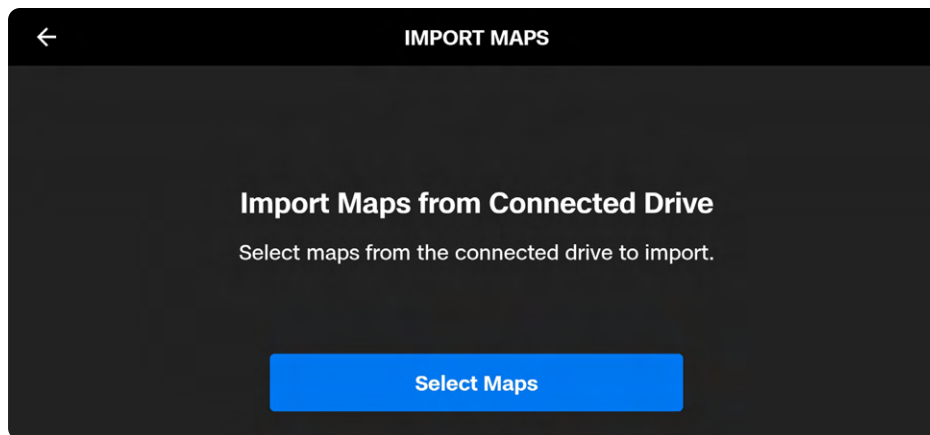 IMPORT MAPS
Import Maps from Connected Drive
Select maps from the connected drive to import.
Select Maps